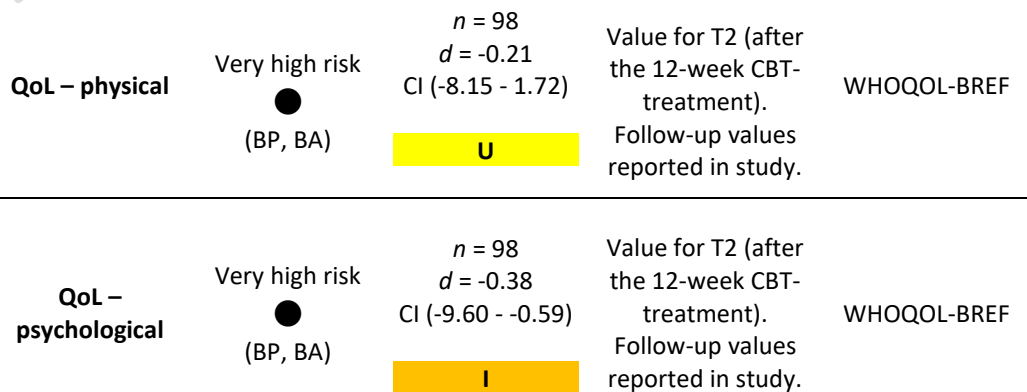 QoL – physical
Very high risk
(BP, BA)
n = 98
d = -0.21
CI (-8.15 - 1.72)
U
Value for T2 (after
the 12-week CBT-
treatment).
Follow-up values
reported in study.
WHOQOL-BREF
QoL –
psychological
Very high risk
(BP, BA)
n = 98
d = -0.38
CI (-9.60 - -0.59)
I
Value for T2 (after
the 12-week CBT-
treatment).
Follow-up values
reported in study.
WHOQOL-BREF